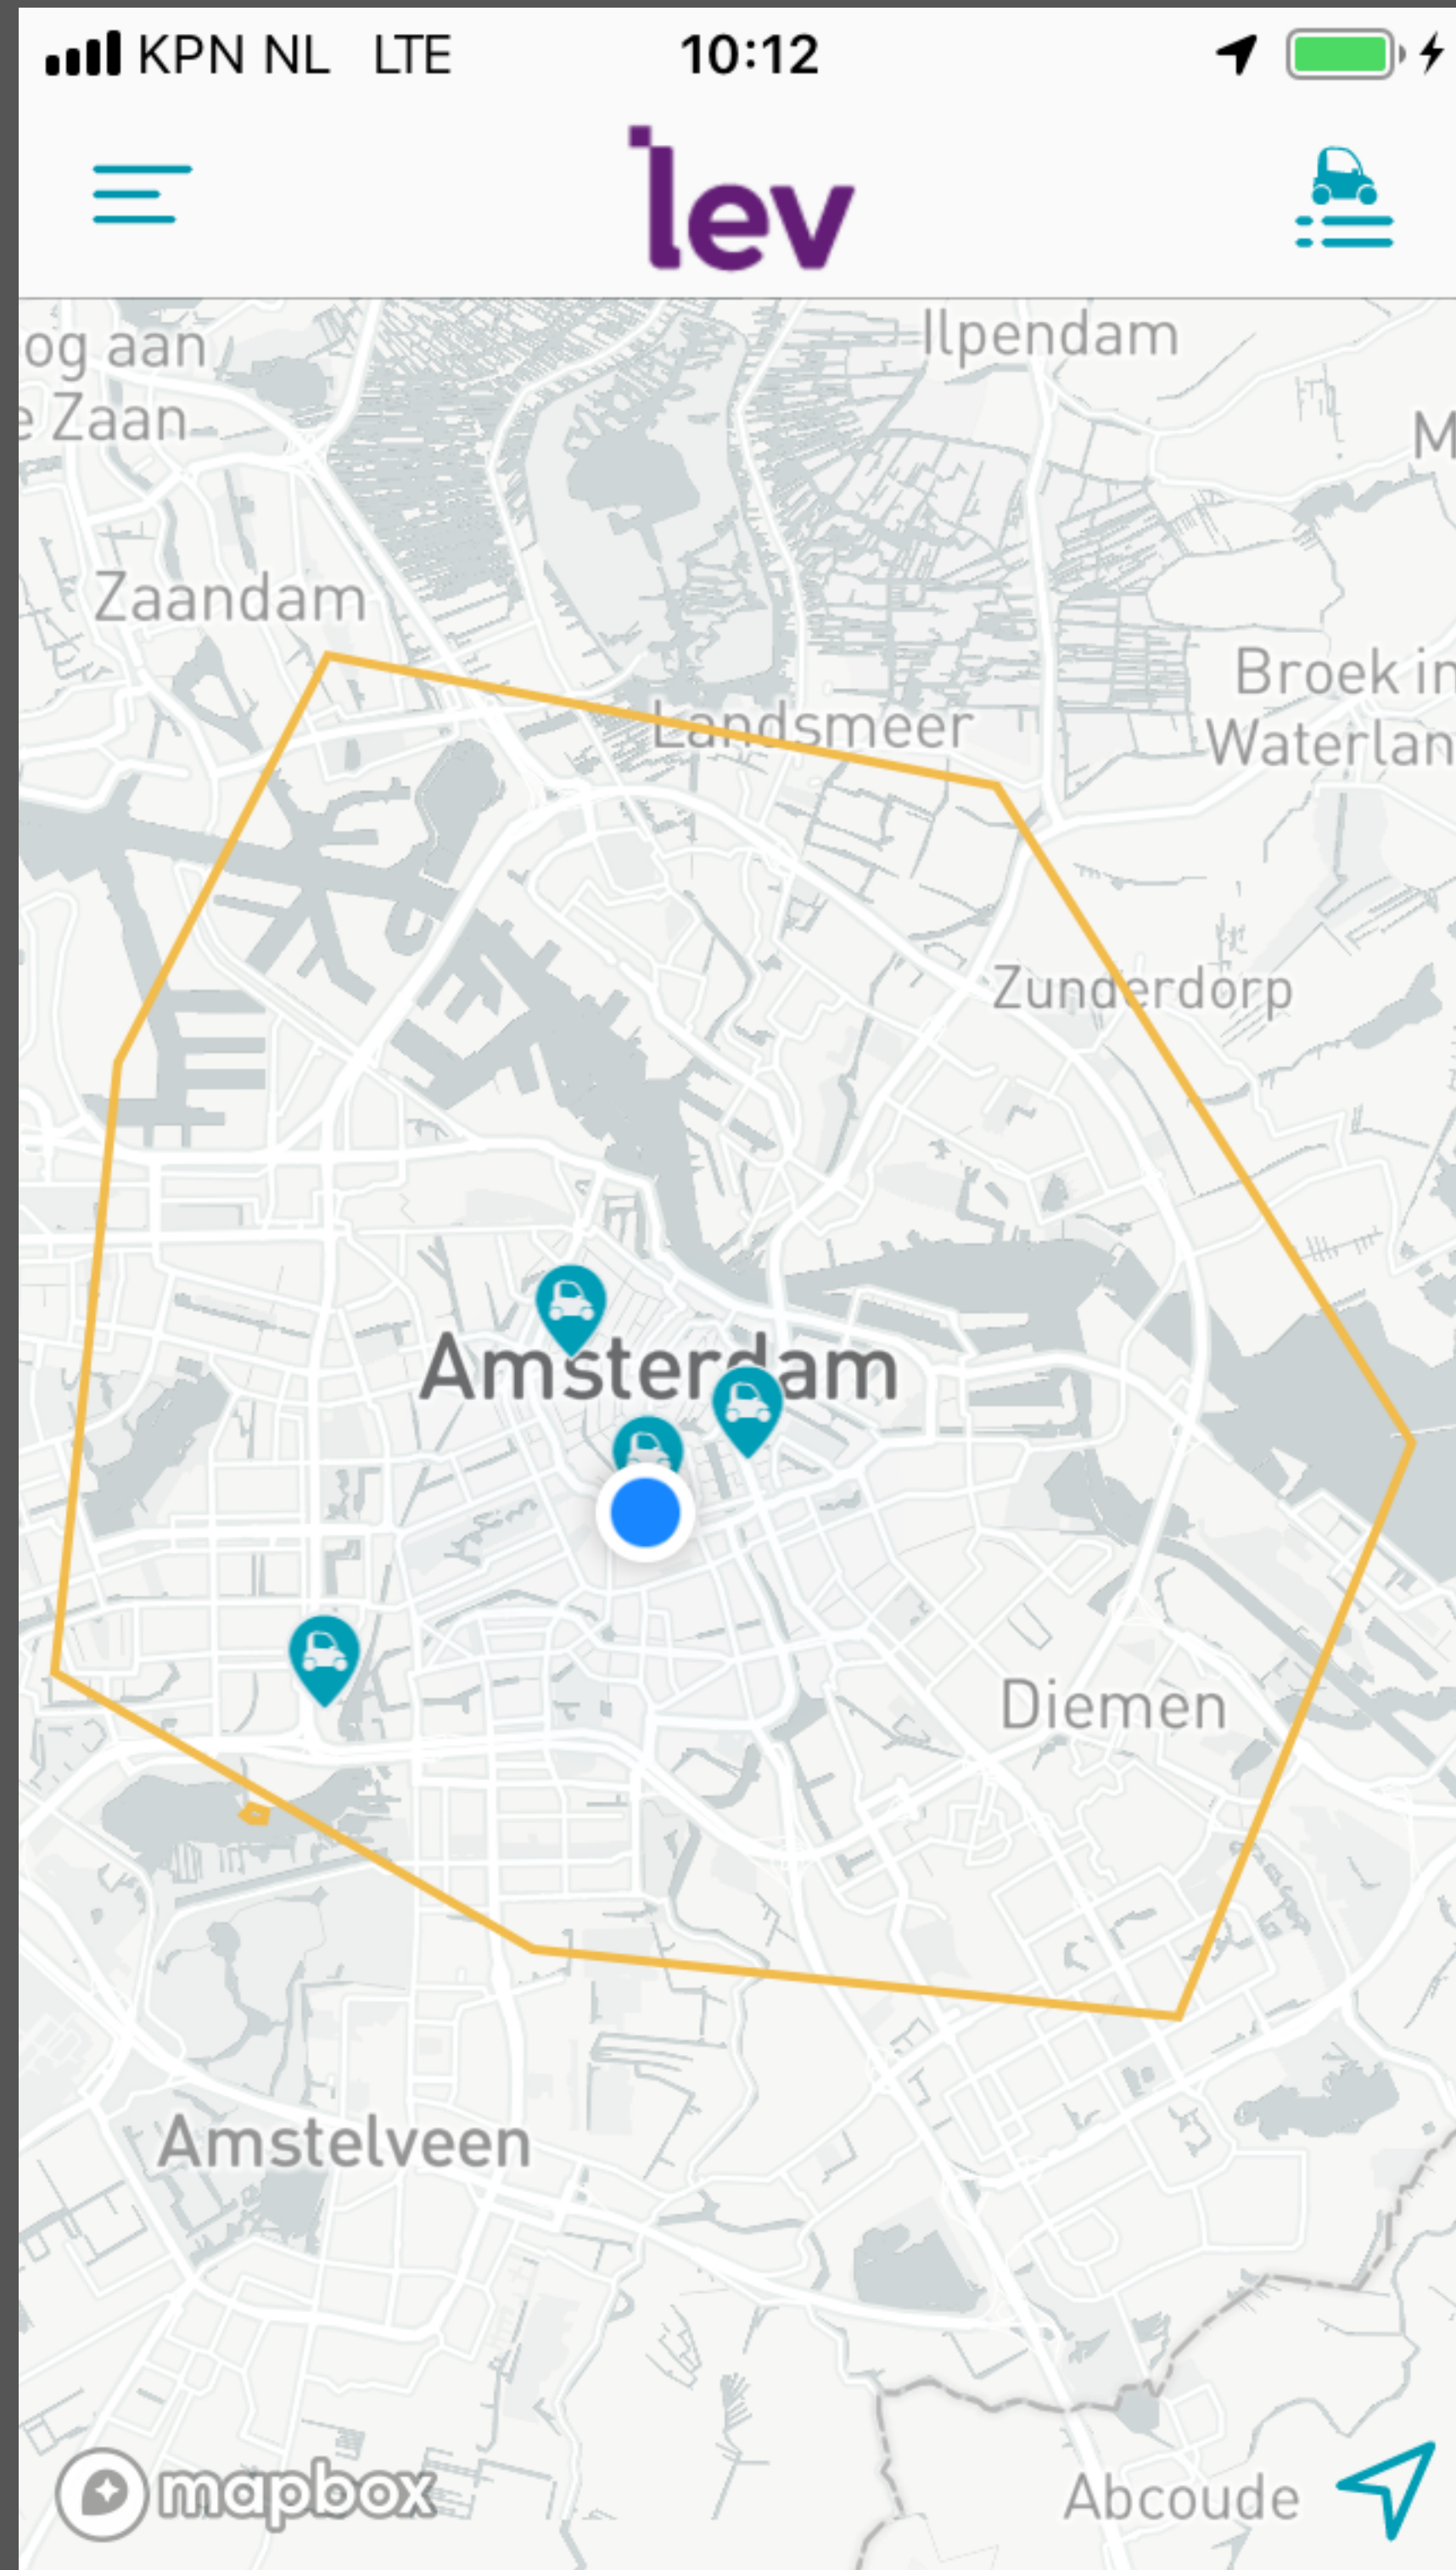 KPN NL LTE 10:12
lev
og aan
e Zaan
Ilpendam
M
Zaandam
Landsmeer
Broek in
Waterlan
Zunderdorp
Amsterdam
Diemen
Amstelveen
mapbox
Abcoude